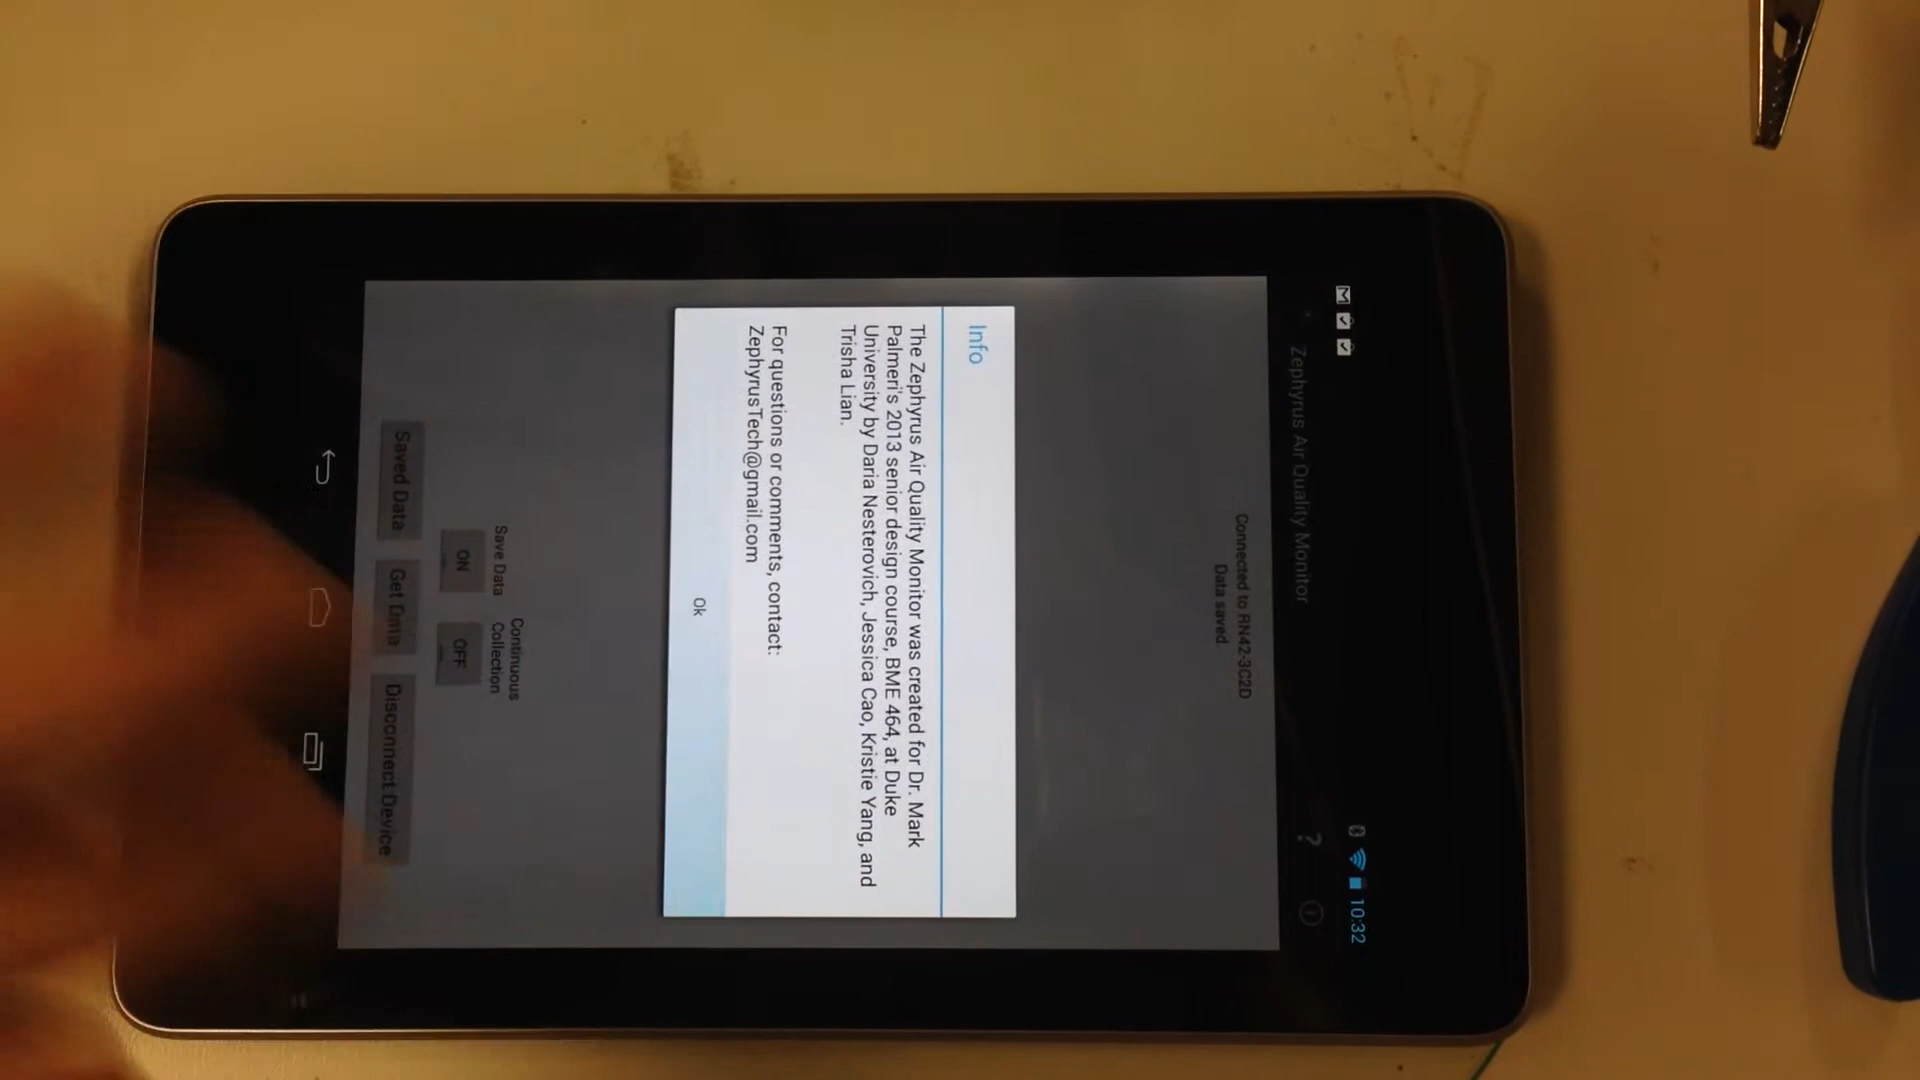 10:32
Zephyrus Air Quality Monitor ?
Connected to RN42-3C2D
Data saved.
Info
The Zephyrus Air Quality Monitor was created for Dr. Mark
Palmeri's 2013 senior design course, BME 464, at Duke
University by Daria Nesterovich, Jessica Cao, Kristie Yang, and
Trisha Lian.
For questions or comments, contact:
ZephyrusTech@gmail.com
Ok
Save Data
Continuous
Collection
ON
OFF
Saved Data
Get Data
Disconnect Device